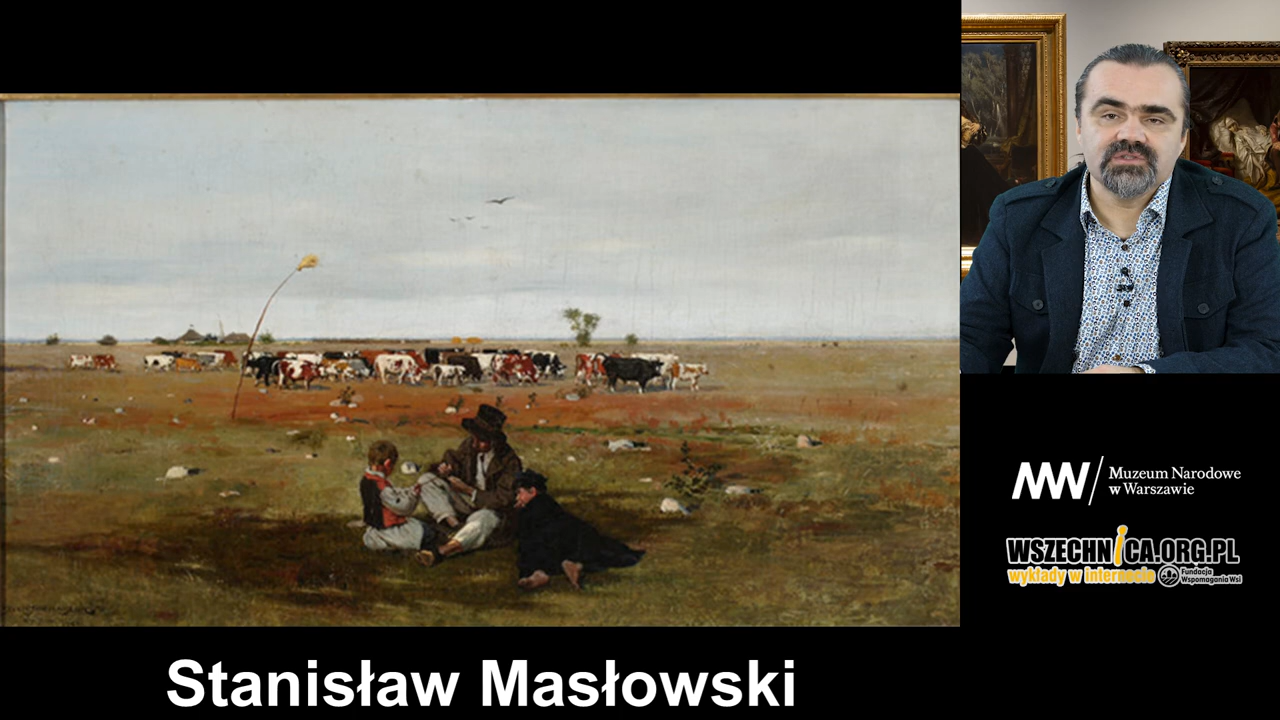 Muzeum Narodowe
w Warszawie
WSZECHNICA.ORG.PL
wykłady w internecie
Fundacja
Wspomagania Wsi
Stanisław Masłowski